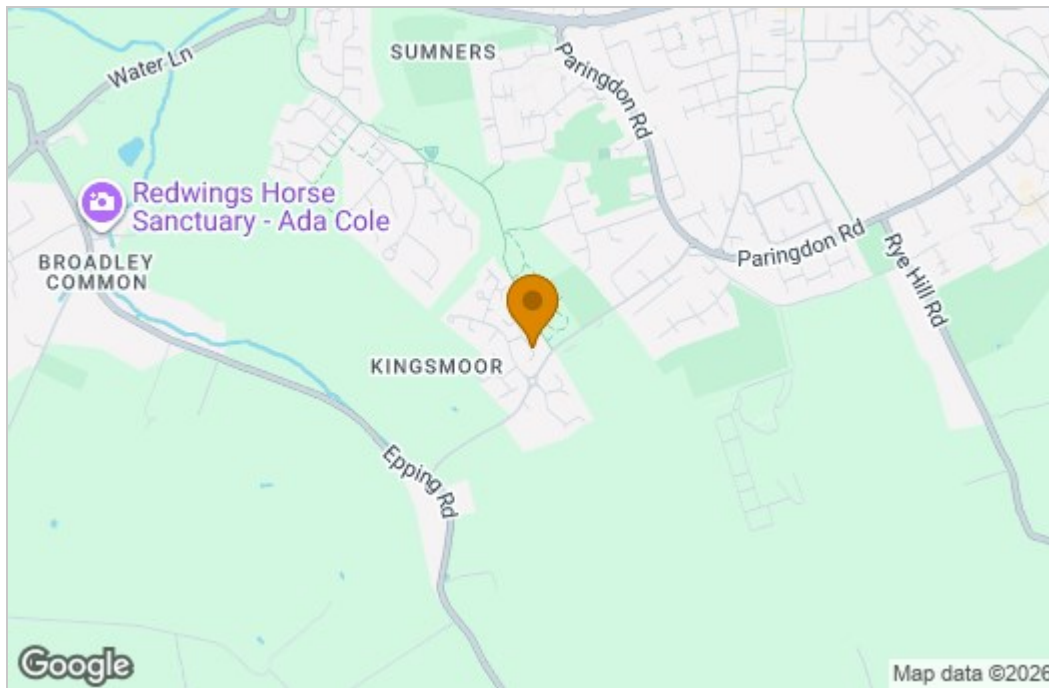 SUMNERS
Water Ln
Paringdon Rd
Redwings Horse
Sanctuary - Ada Cole
BROADLEY
COMMON
Paringdon Rd
Rye Hill Rd
KINGSMOOR
Epping Rd
Google
Map data ©2026